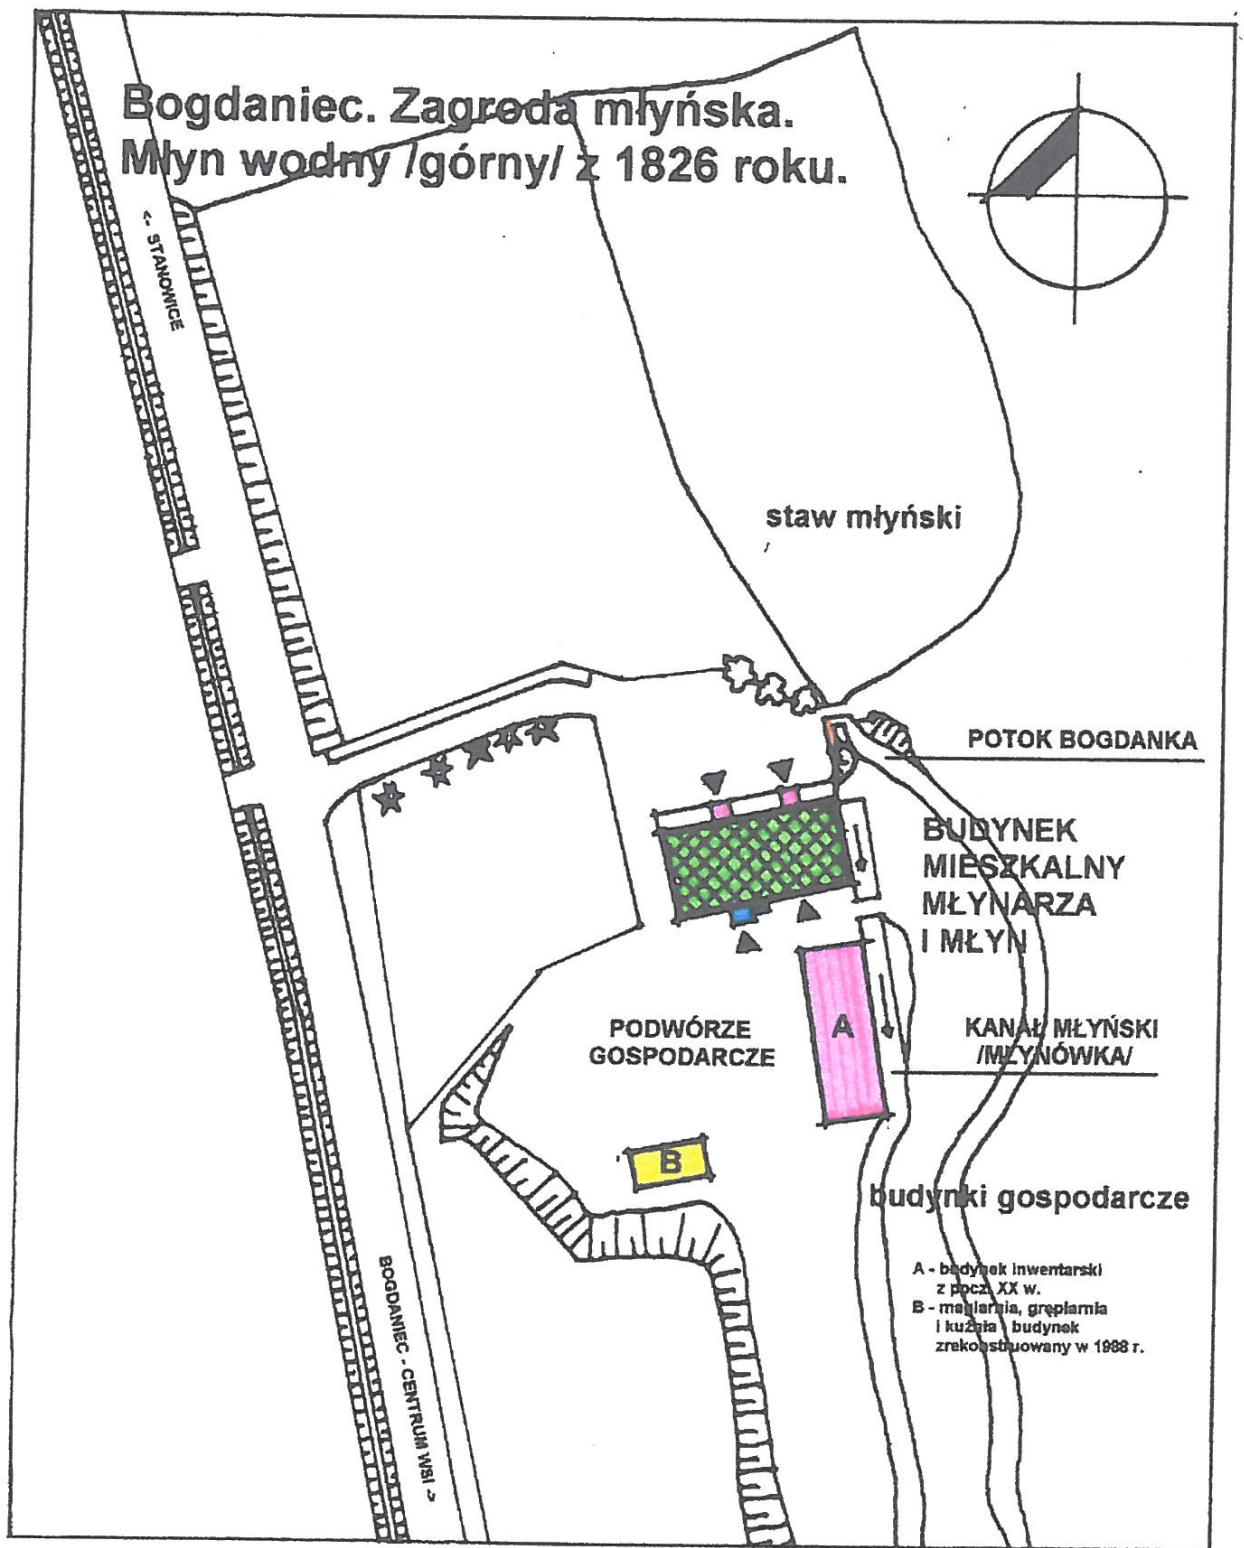 Bogdaniec. Zagroda młyńska.
Młyn wodny /górny/ z 1826 roku.
<- STANOWICE
staw młyński
POTOK BOGDANKA
BUDYNEK
MIESZKALNY
MŁYNARZA
I MŁYN
PODWÓRZE
GOSPODARCZE
A
KANAŁ MŁYŃSKI
/MŁYNÓWKA/
B
budynki gospodarcze
A - budynek inwentarski
z pocz. XX w.
B - maglarnia, gręplarnia
i kuźnia budynek
zrekonstruowany w 1988 r.
BOGDANIEC - CENTRUM WSI ->